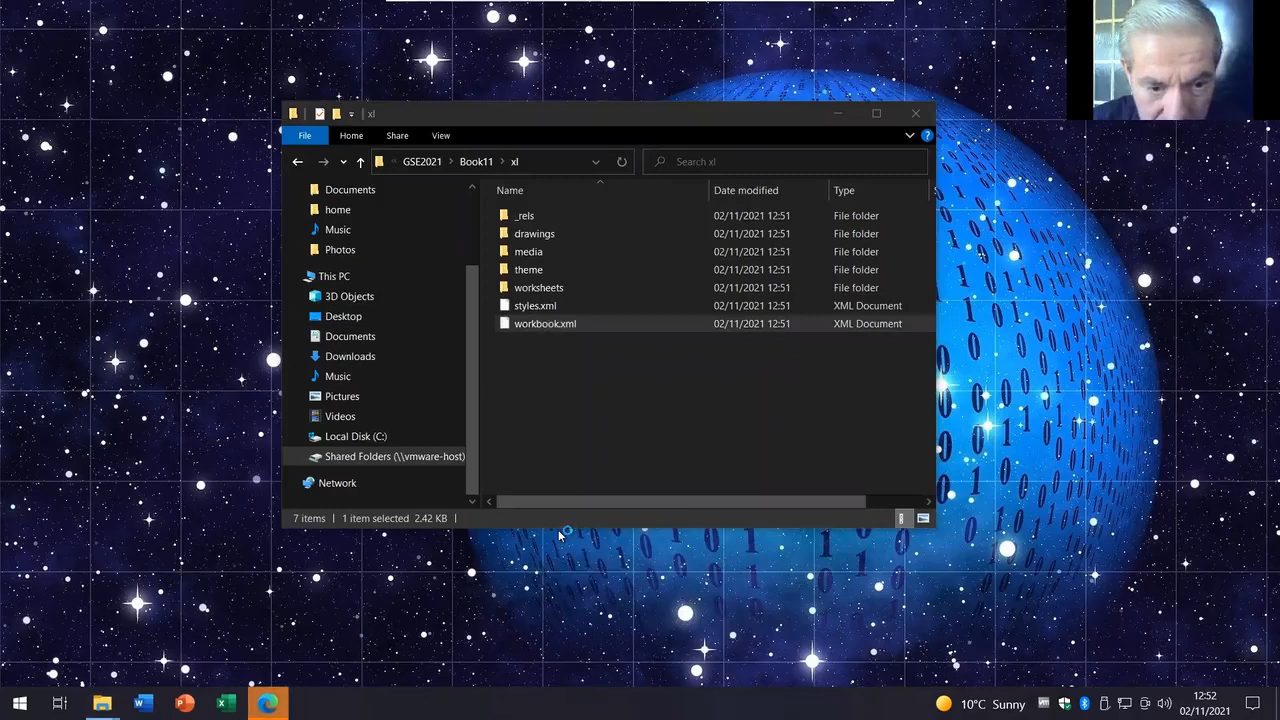 xl
File Home Share View
GSE2021 Book11 xl Search xl
Name Date modified Type
Documents
home
Music
Photos
This PC
3D Objects
Desktop
Documents
Downloads
Music
Pictures
Videos
Local Disk (C:)
Shared Folders (\\vmware-host)
Network
_rels 02/11/2021 12:51 File folder
drawings 02/11/2021 12:51 File folder
media 02/11/2021 12:51 File folder
theme 02/11/2021 12:51 File folder
worksheets 02/11/2021 12:51 File folder
styles.xml 02/11/2021 12:51 XML Document
workbook.xml 02/11/2021 12:51 XML Document
7 items 1 item selected 2.42 KB
10°C Sunny
12:52
02/11/2021